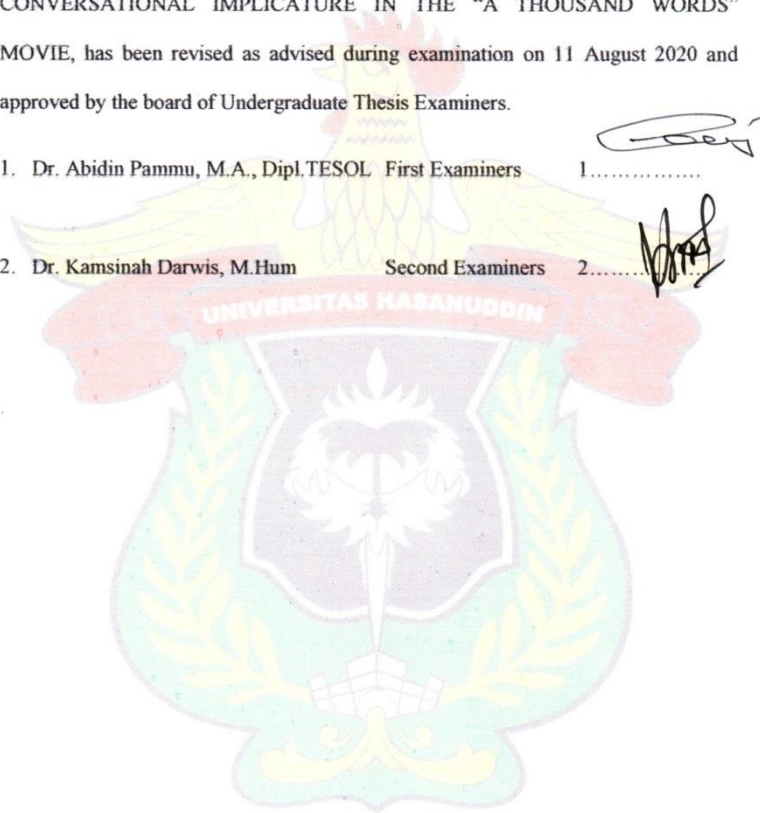 CONVERSATIONAL IMPLICATURE IN THE “A THOUSAND WORDS”
MOVIE, has been revised as advised during examination on 11 August 2020 and
approved by the board of Undergraduate Thesis Examiners.
1. Dr. Abidin Pammu, M.A., Dipl.TESOL First Examiners 1................
2. Dr. Kamsinah Darwis, M.Hum Second Examiners 2................
UNIVERSITAS HASANUDDIN